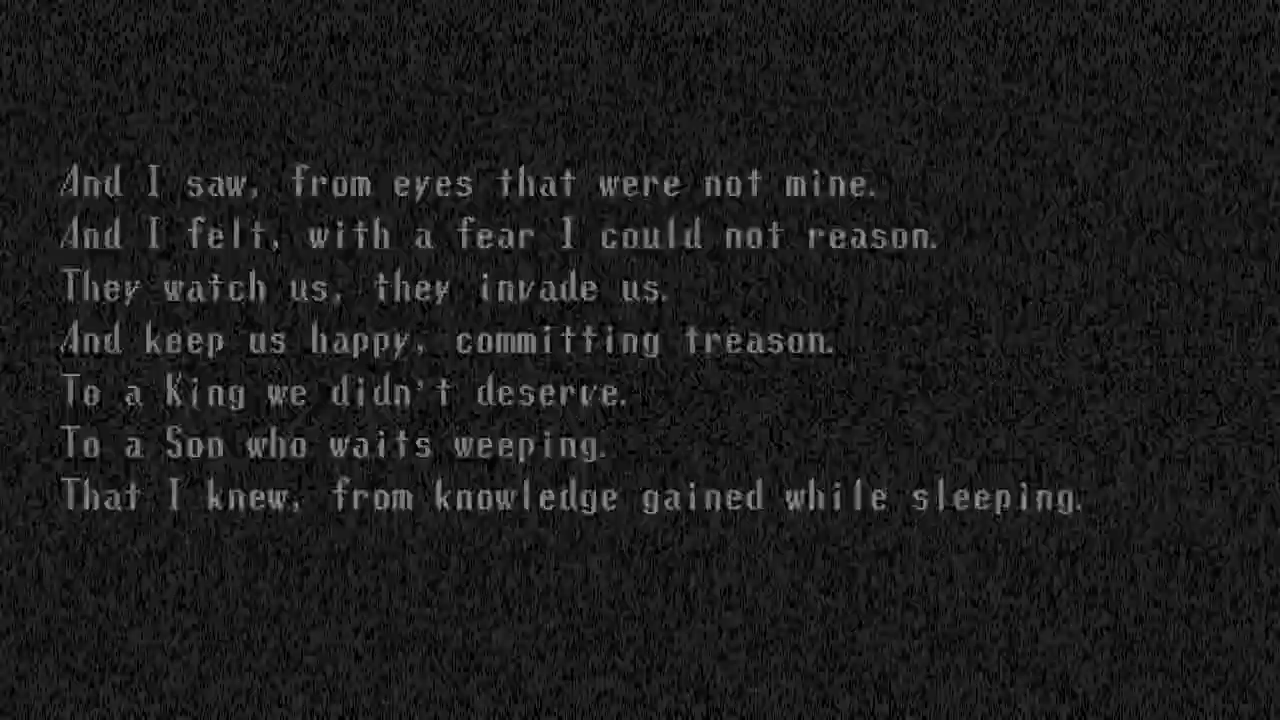 And I saw, from eyes that were not mine.
And I felt, with a fear I could not reason.
They watch us, they invade us.
And keep us happy, committing treason.
To a King we didn't deserve.
To a Son who waits weeping.
That I knew, from knowledge gained while sleeping.